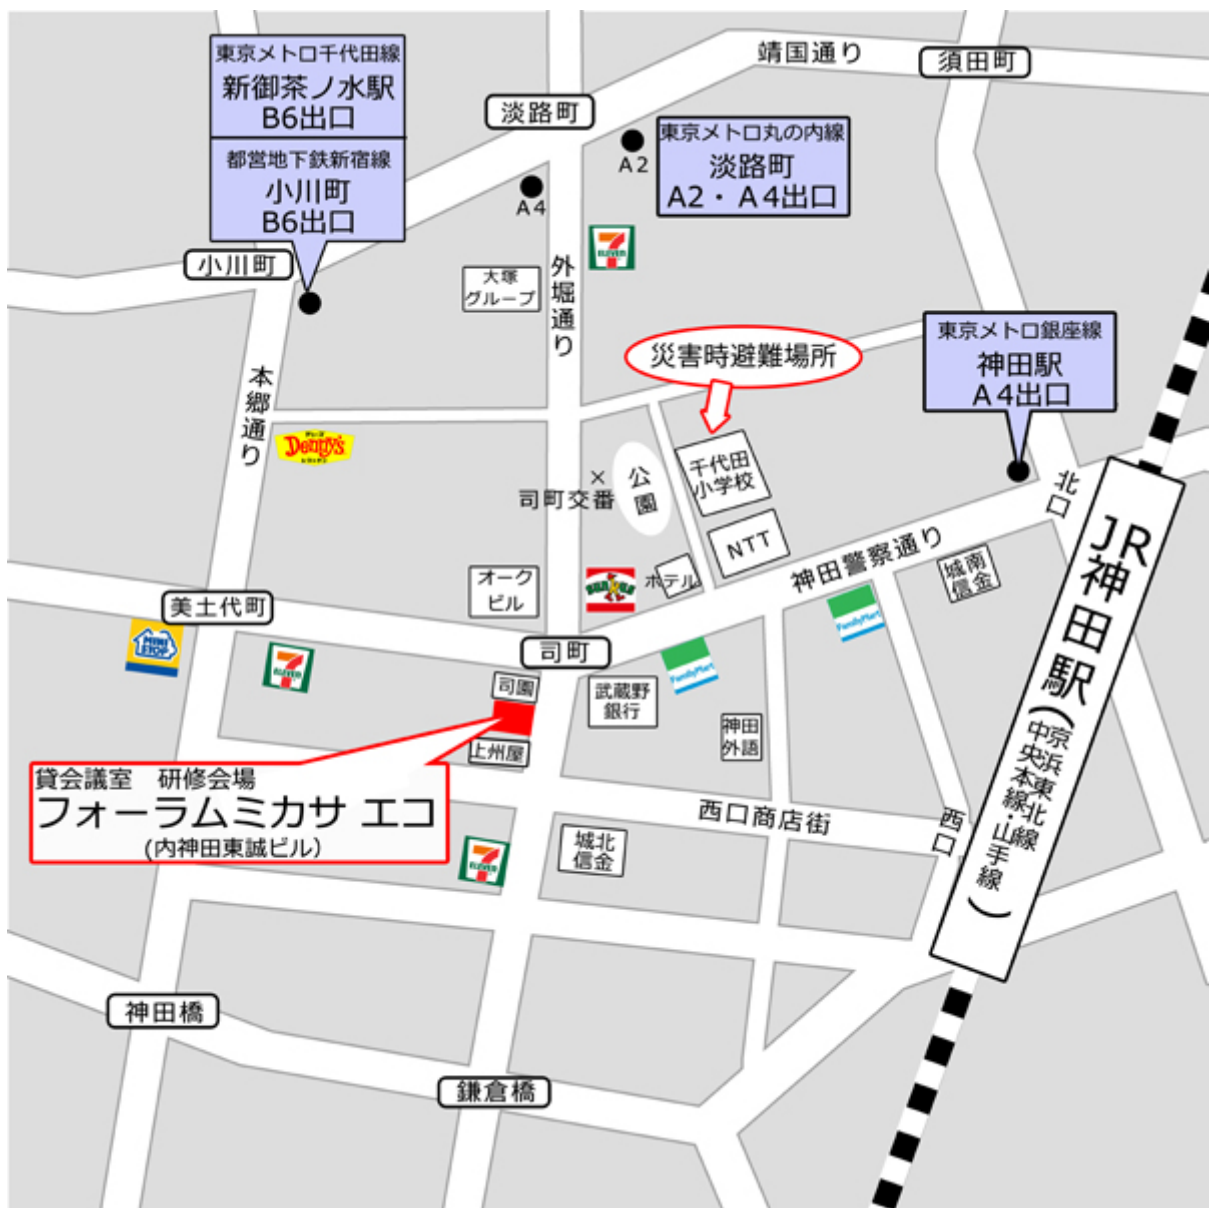 東京メトロ千代田線
新御茶ノ水駅
B6出口
都営地下鉄新宿線
小川町
B6出口
淡路町
靖国通り
須田町
A2
東京メトロ丸の内線
淡路町
A2・A4出口
A4
小川町
大塚
グループ
外堀通り
7
ELEVEN
災害時避難場所
東京メトロ銀座線
神田駅
A4出口
本郷通り
Denny's
×
司町交番
公園
千代田
小学校
NTT
北口
JR神田駅(京浜東北線
中央本線・山手線)
神田警察通り
城南
信金
オーク
ビル
ホテル
FamilyMart
美土代町
MINI
STOP
7
ELEVEN
司町
FamilyMart
司園
武蔵野
銀行
神田
外語
上州屋
貸会議室 研修会場
フォーラムミカサ エコ
(内神田東誠ビル)
西口商店街
西口
城北
信金
7
ELEVEN
神田橋
鎌倉橋